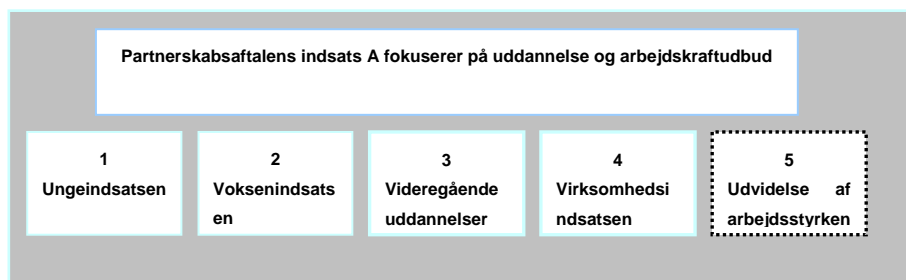 Partnerskabsaftalens indsats A fokuserer på uddannelse og arbejdskraftudbud
1
Ungeindsatsen
2
Voksenindsats
en
3
Videregående
uddannelser
4
Virksomhedsi
ndsatsen
5
Udvidelse af
arbejdsstyrken